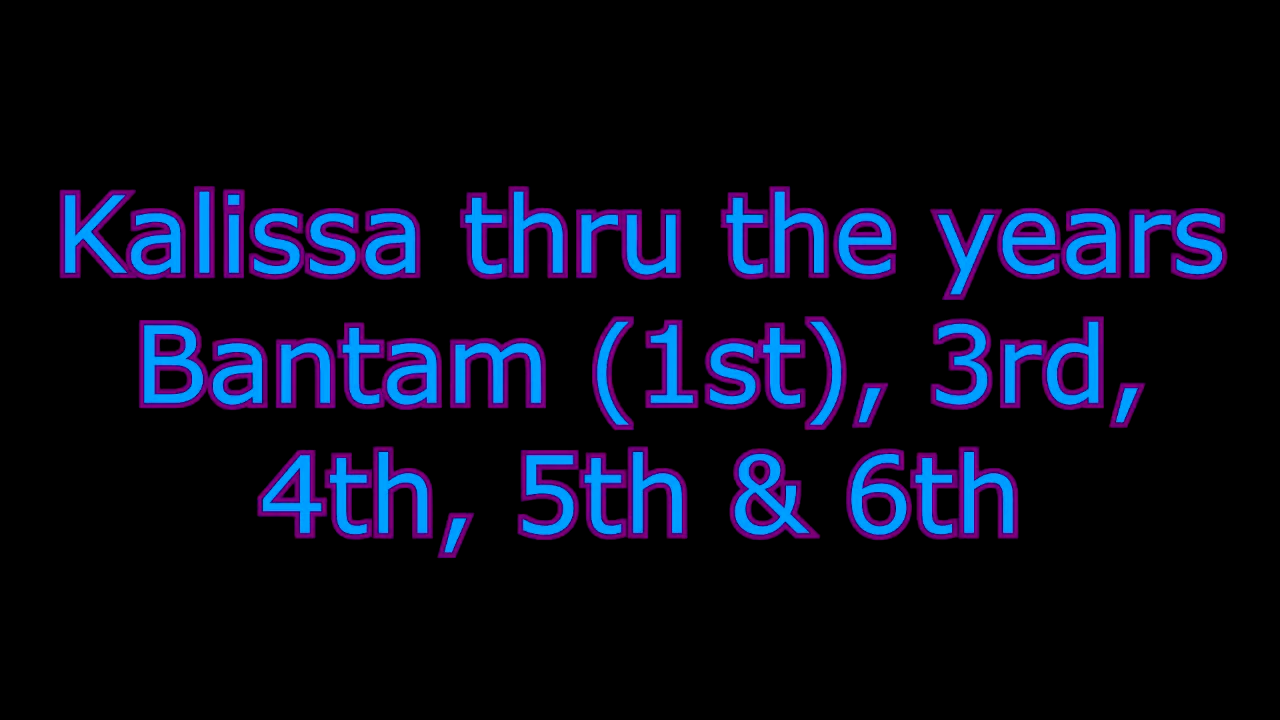 Kalissa thru the years
Bantam (1st), 3rd,
4th, 5th & 6th